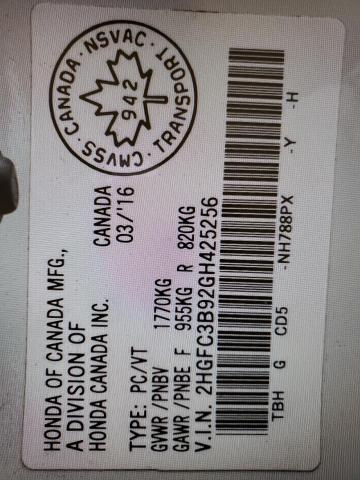 HONDA OF CANADA MFG.,
A DIVISION OF
HONDA CANADA INC.
CANADA
03/'16
TYPE: PC/VT
GVWR/PNBV 1770KG
GAWR/PNBE F 955KG R 820KG
V.I.N. 2HGFC3B92GH425256
TBH G CD5 -NH788PX -Y -H
CMVSS·CANADA·NSVAC·TRANSPORT·
942